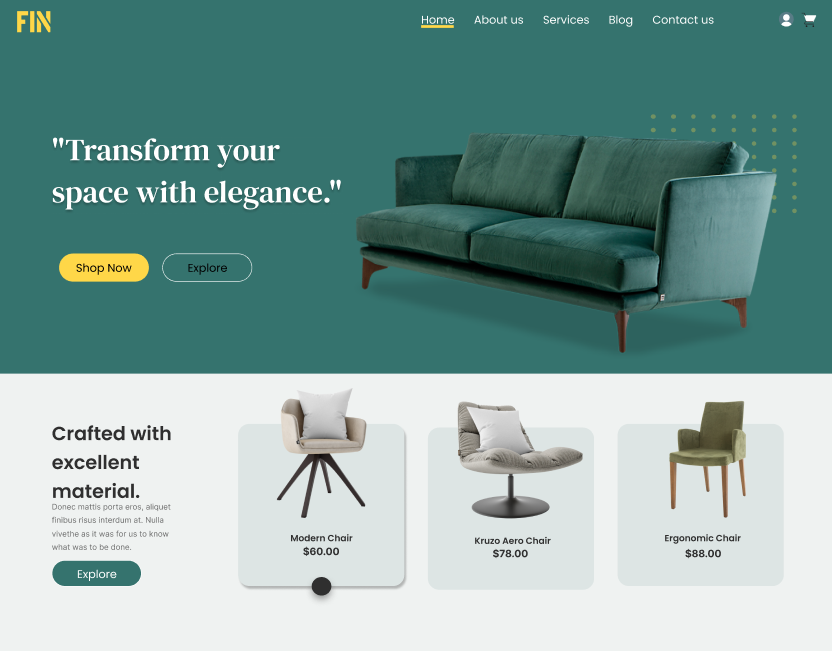 FIN
Home About us Services Blog Contact us
"Transform your
space with elegance."
Shop Now Explore
Crafted with
excellent
material.
Donec mattis porta eros, aliquet
finibus risus interdum at. Nulla
vivethe as it was for us to know
what was to be done.
Explore
Modern Chair
$60.00
Kruzo Aero Chair
$78.00
Ergonomic Chair
$88.00